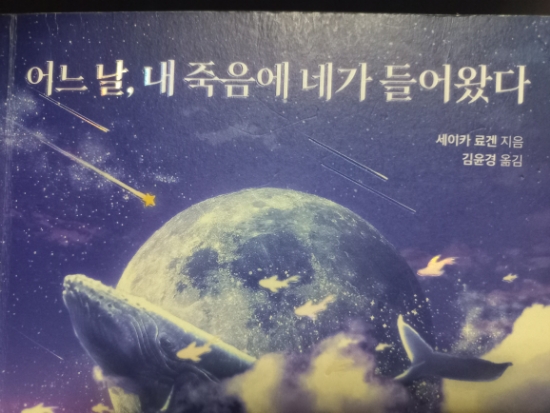 어느 날, 내 죽음에 네가 들어왔다
세이카 료겐 지음
김윤경 옮김